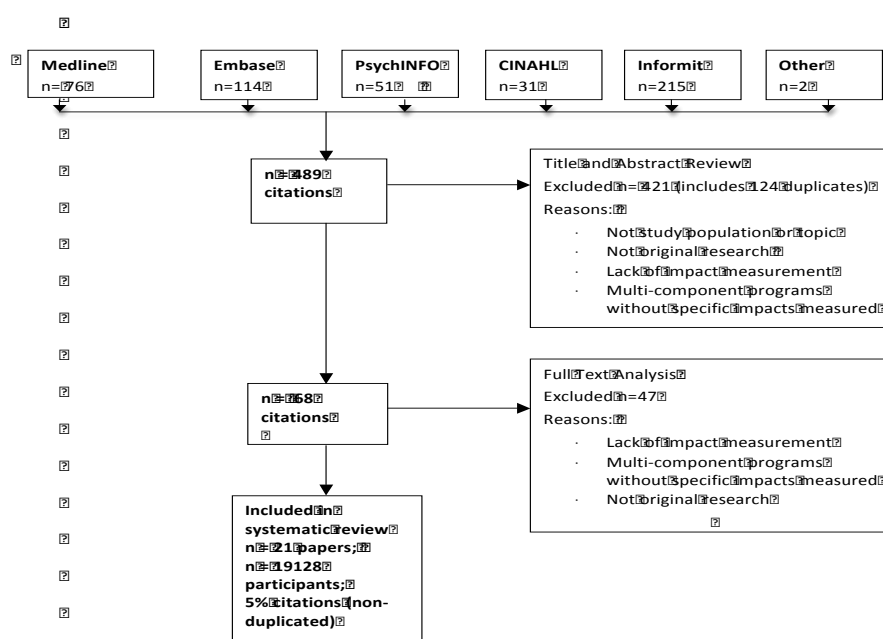 Medline
n= 76
Embase
n=114
PsychINFO
n=51
CINAHL
n=31
Informit
n=215
Other
n=2
n = 489
citations
Title and Abstract Review
Excluded n= 421 (includes 124 duplicates)
Reasons:
· Not study population or topic
· Not original research
· Lack of impact measurement
· Multi-component programs
without specific impacts measured
n = 68
citations
Full Text Analysis
Excluded n=47
Reasons:
· Lack of impact measurement
· Multi-component programs
without specific impacts measured
· Not original research
Included in
systematic review
n = 21 papers;
n = 19128
participants;
5% citations (non-
duplicated)